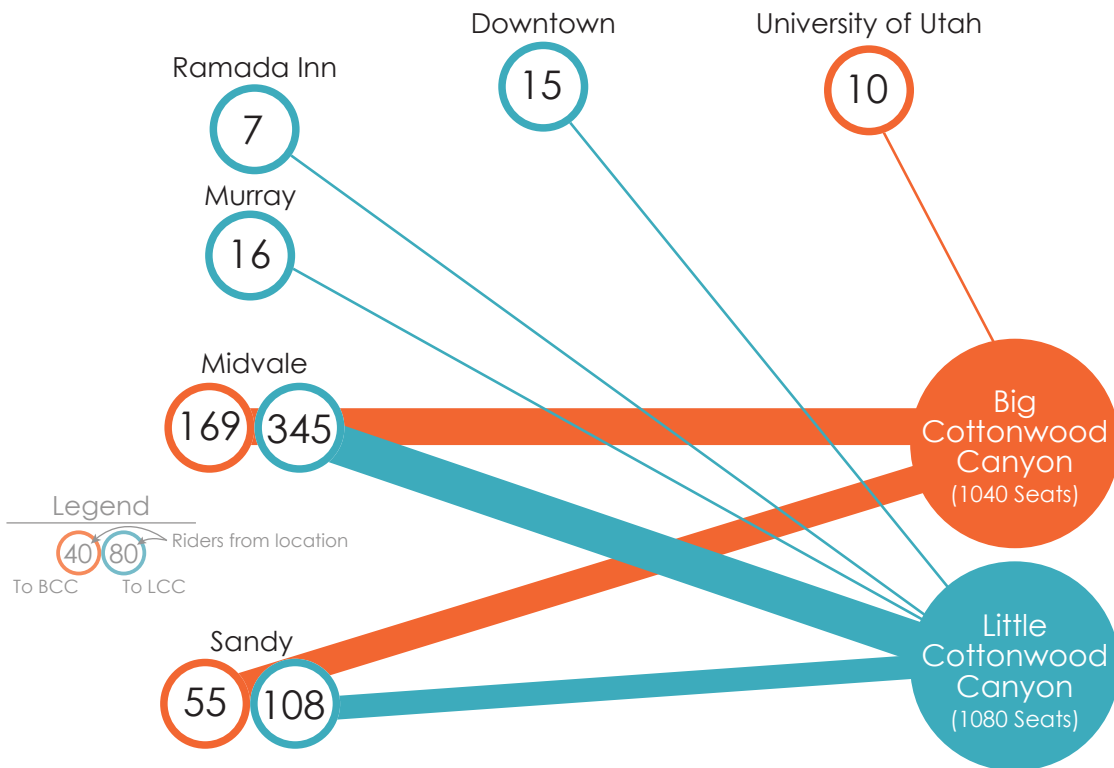 Downtown
15
University of Utah
10
Ramada Inn
7
Murray
16
Midvale
169
345
Big
Cottonwood
Canyon
(1040 Seats)
Legend
40
80
Riders from location
To BCC
To LCC
Sandy
55
108
Little
Cottonwood
Canyon
(1080 Seats)